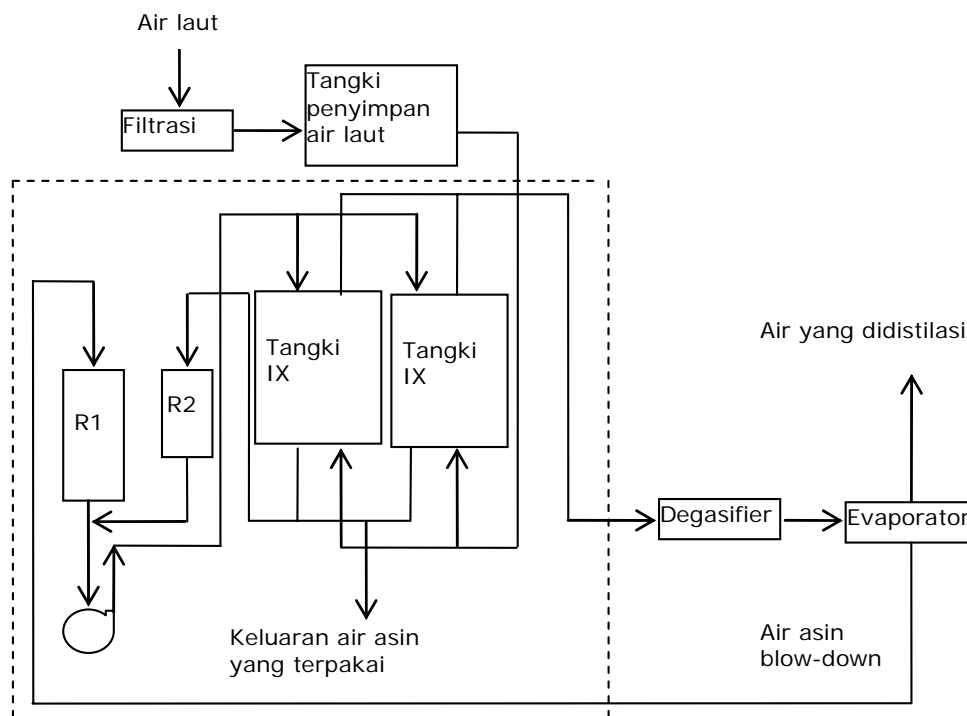 Air laut
Filtrasi
Tangki
penyimpan
air laut
R1
R2
Tangki
IX
Tangki
IX
Air yang didistilasi
Degasifier
Evaporator
Keluaran air asin
yang terpakai
Air asin
blow-down